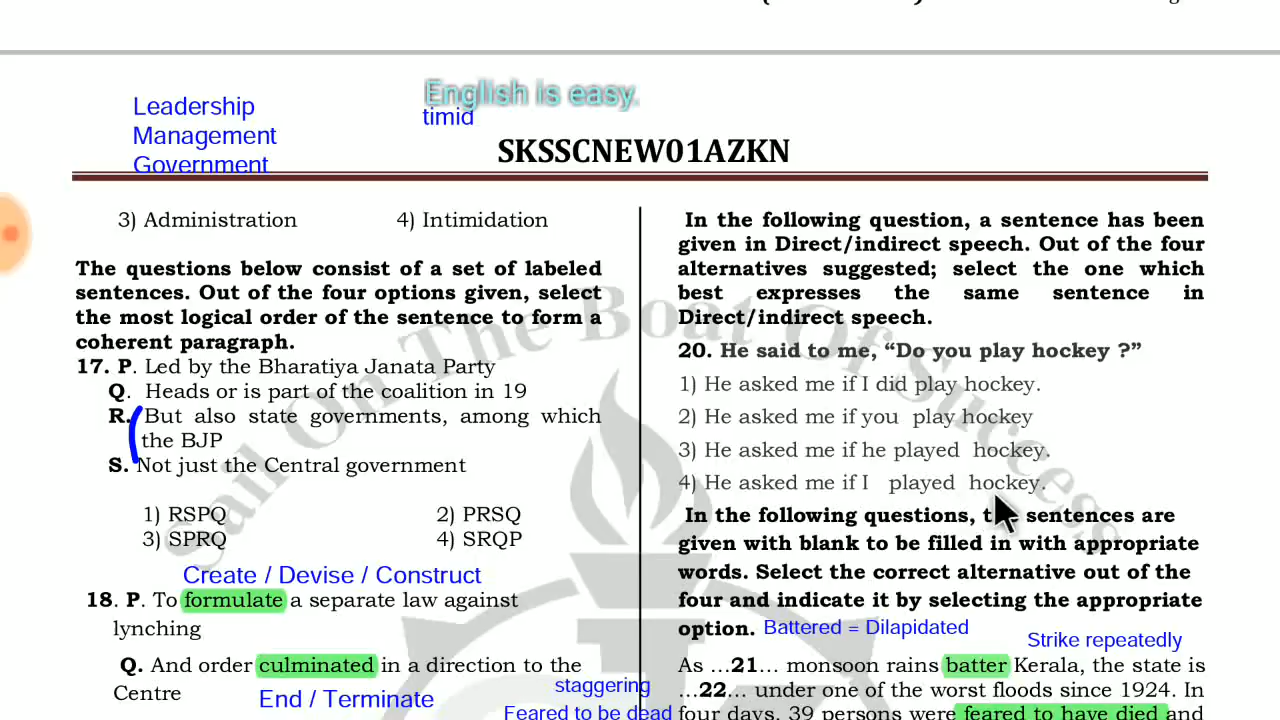 English is easy.
Leadership
Management
Government
timid
SKSSCNEW01AZKN
3) Administration 4) Intimidation
The questions below consist of a set of labeled
sentences. Out of the four options given, select
the most logical order of the sentence to form a
coherent paragraph.
17. P. Led by the Bharatiya Janata Party
Q. Heads or is part of the coalition in 19
R. But also state governments, among which
the BJP
S. Not just the Central government
1) RSPQ 2) PRSQ
3) SPRQ 4) SRQP
Create / Devise / Construct
18. P. To formulate a separate law against
lynching
Q. And order culminated in a direction to the
Centre
End / Terminate
staggering
Feared to be dead
In the following question, a sentence has been
given in Direct/indirect speech. Out of the four
alternatives suggested; select the one which
best expresses the same sentence in
Direct/indirect speech.
20. He said to me, “Do you play hockey ?”
1) He asked me if I did play hockey.
2) He asked me if you play hockey
3) He asked me if he played hockey.
4) He asked me if I played hockey.
In the following questions, sentences are
given with blank to be filled in with appropriate
words. Select the correct alternative out of the
four and indicate it by selecting the appropriate
option. Battered = Dilapidated
Strike repeatedly
As ...21... monsoon rains batter Kerala, the state is
...22... under one of the worst floods since 1924. In
four days, 39 persons were feared to have died and
Sail On The Boat Of Success